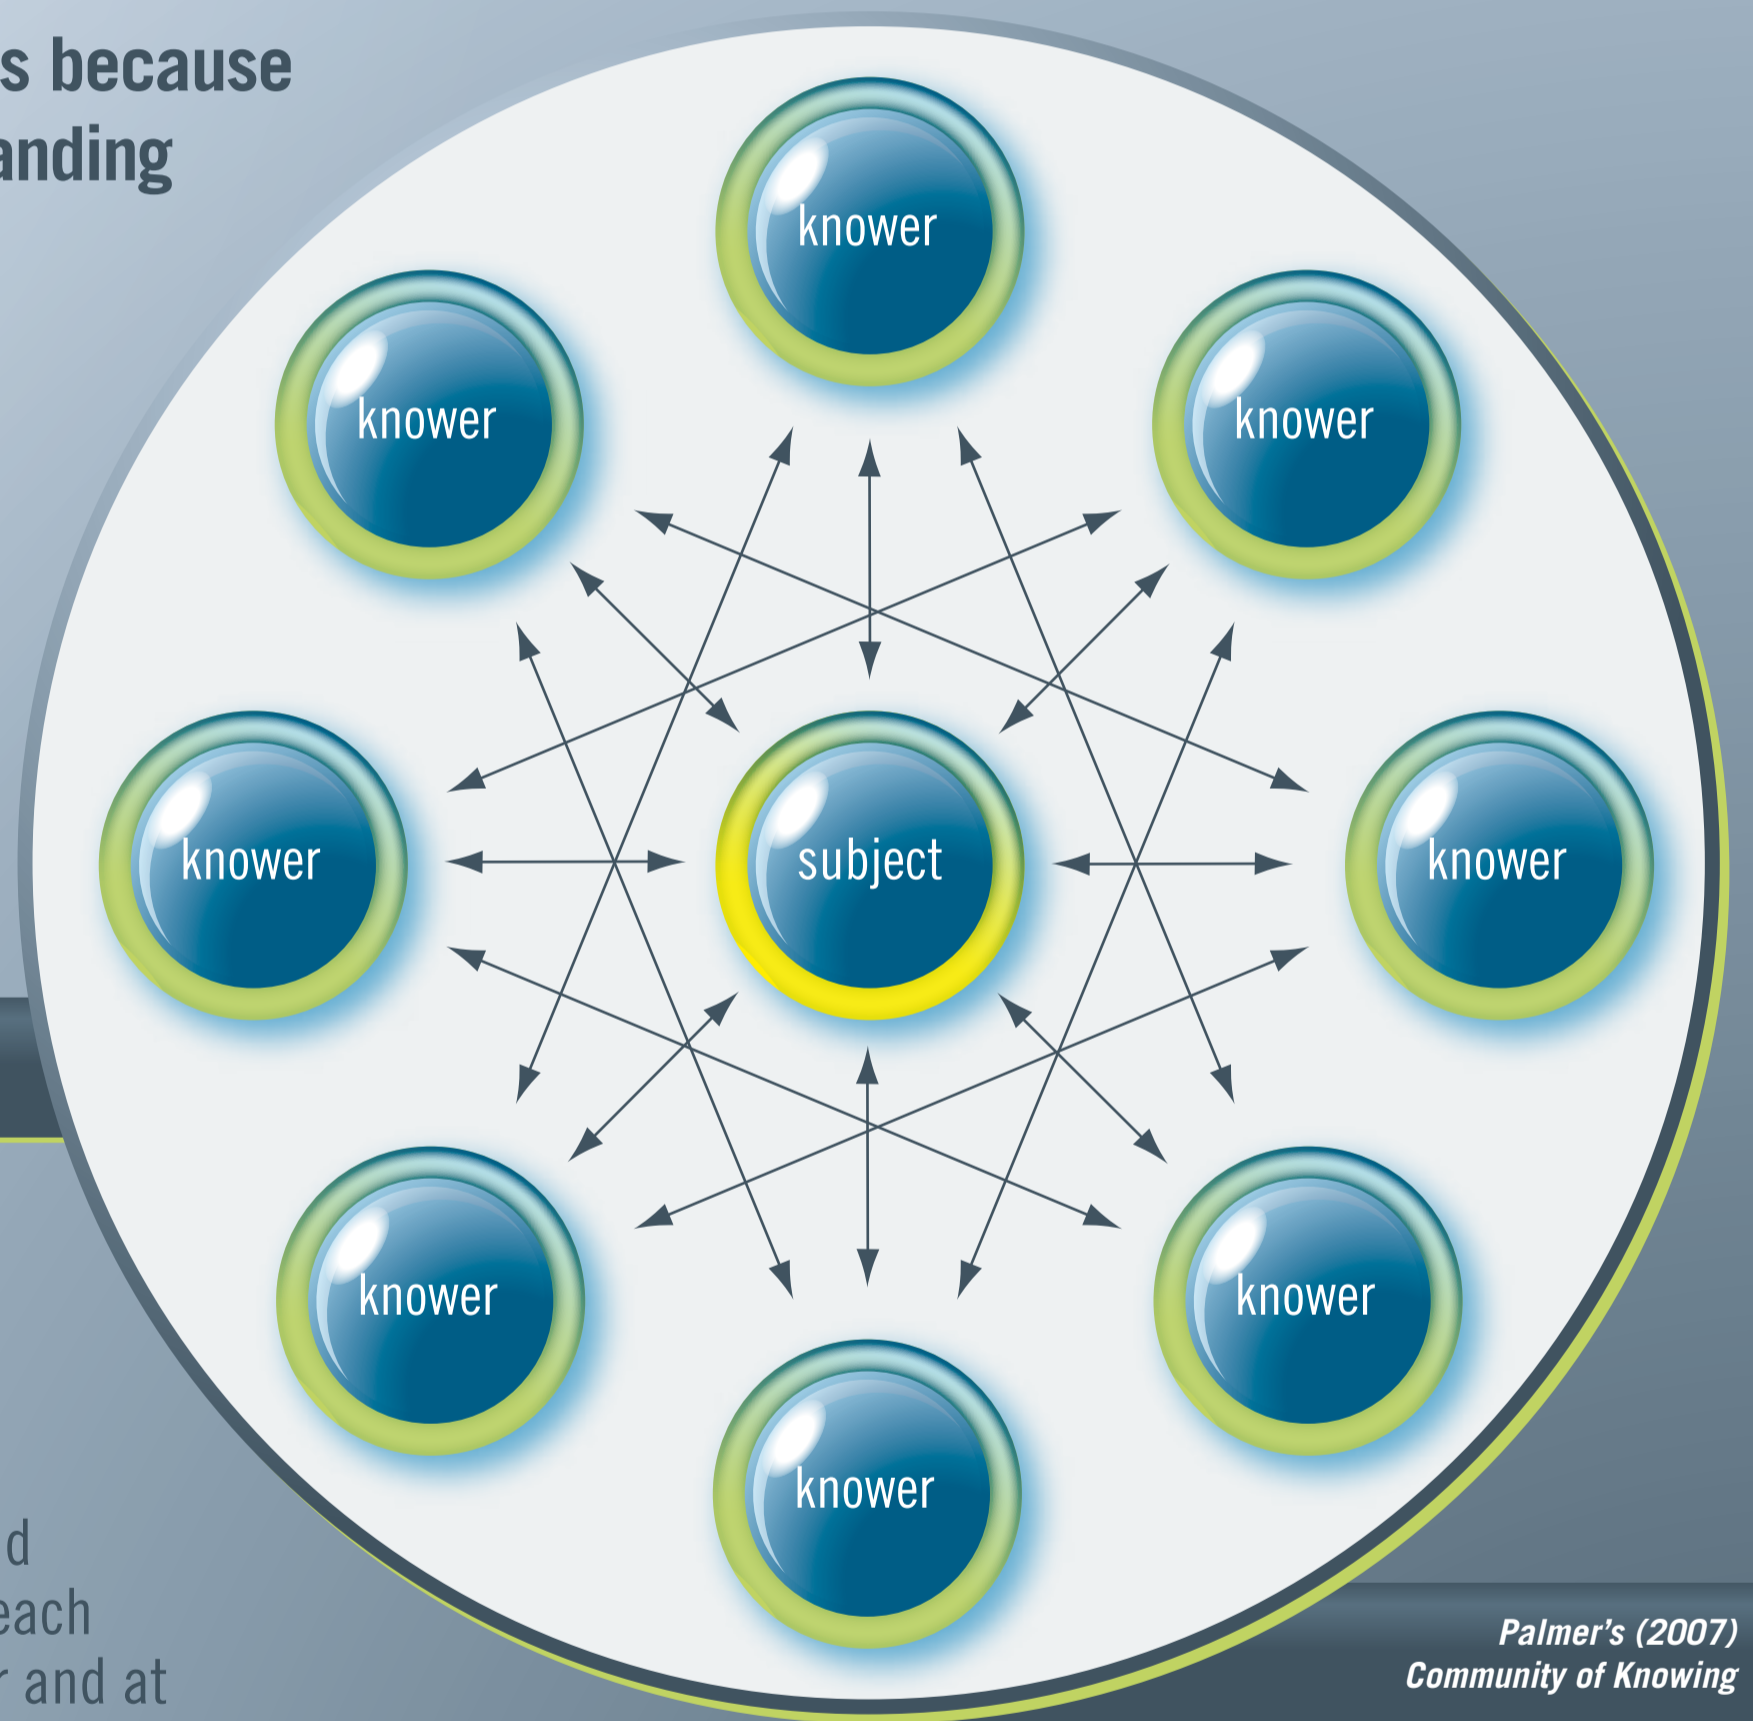 s because
anding
knower
knower
knower
knower
subject
knower
knower
knower
knower
d
each
r and at
Palmer’s (2007)
Community of Knowing